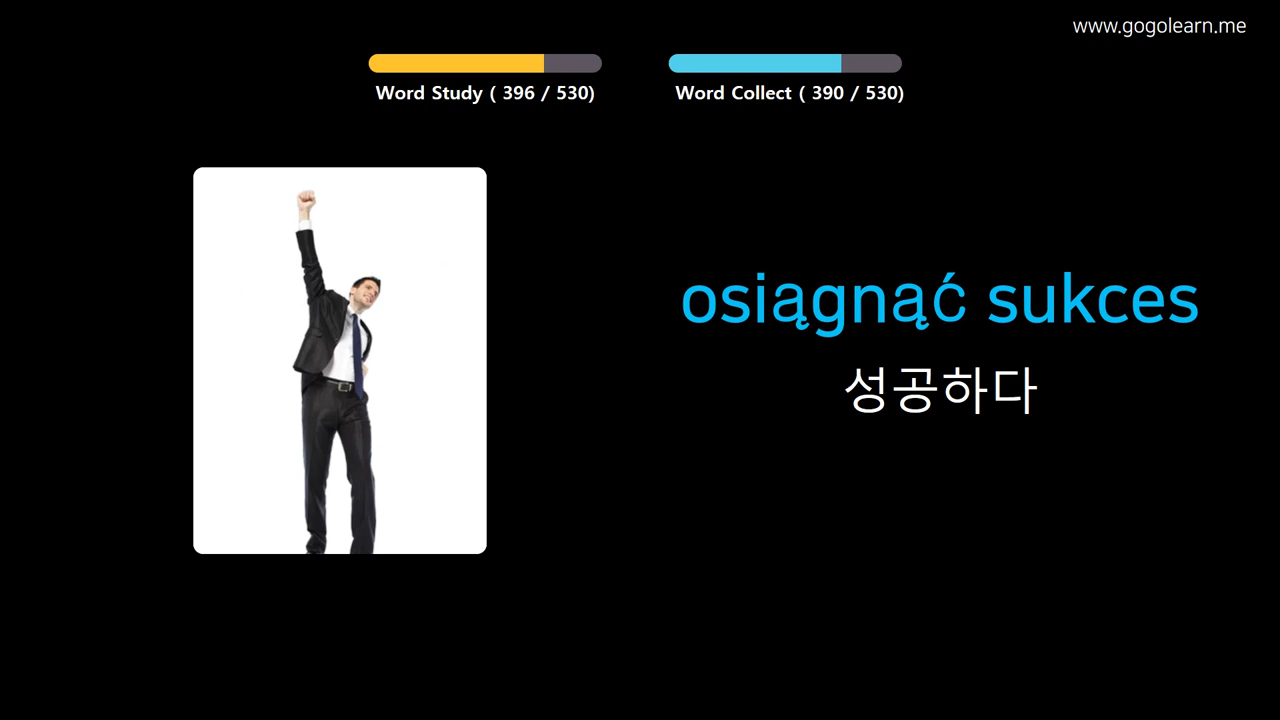 www.gogolearn.me
Word Study ( 396 / 530)
Word Collect ( 390 / 530)
osiągnąć sukces
성공하다